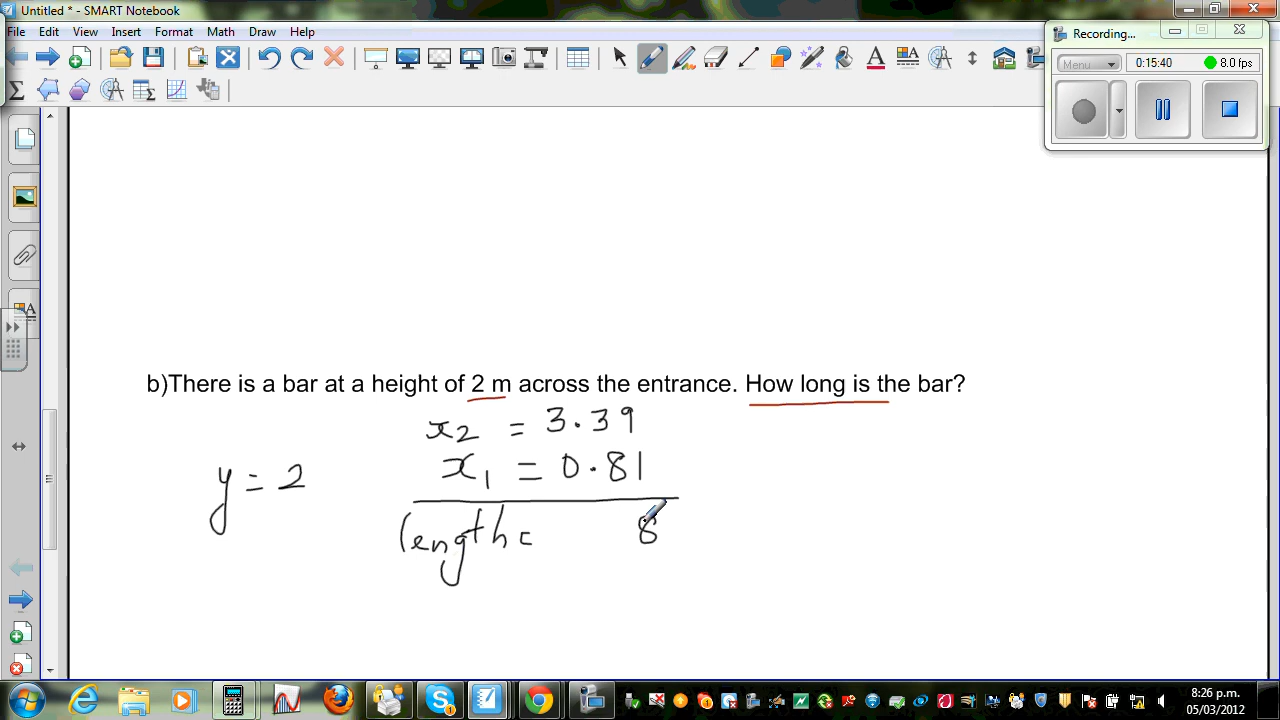 Untitled * - SMART Notebook
File Edit View Insert Format Math Draw Help
Recording...
Menu 0:15:40 8.0 fps
b)There is a bar at a height of 2 m across the entrance. How long is the bar?
x2 = 3.39
y = 2
x1 = 0.81
length = 8
8:26 p.m.
05/03/2012